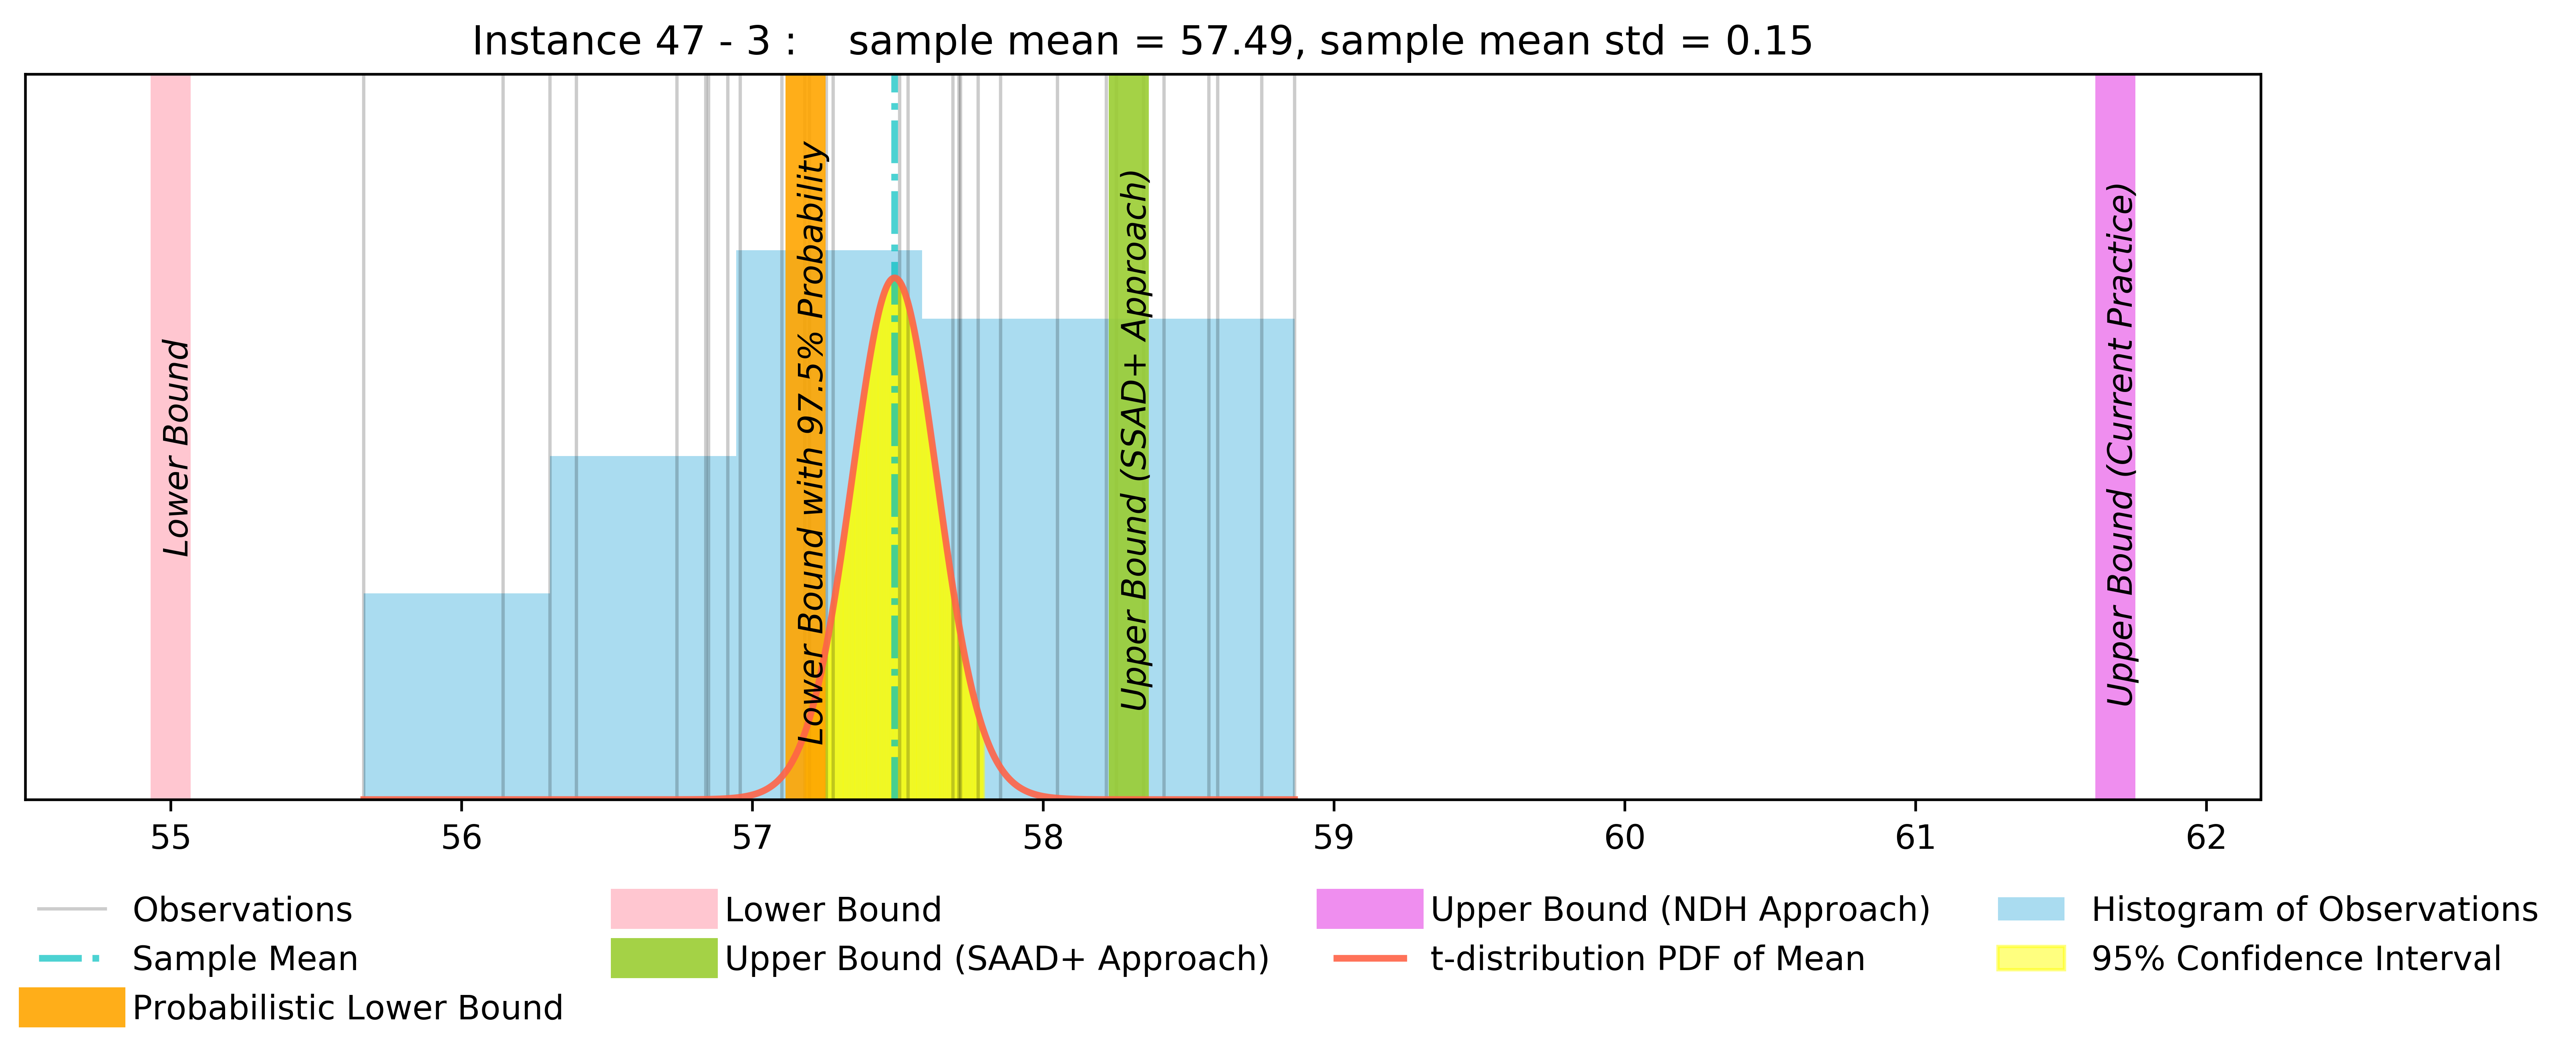 Instance 47 - 3 :    sample mean = 57.49, sample mean std = 0.15
Lower Bound
Lower Bound with 97.5% Probability
Upper Bound (SSAD+ Approach)
Upper Bound (Current Practice)
55 56 57 58 59 60 61 62
Observations
Sample Mean
Probabilistic Lower Bound
Lower Bound
Upper Bound (SAAD+ Approach)
Upper Bound (NDH Approach)
t-distribution PDF of Mean
Histogram of Observations
95% Confidence Interval